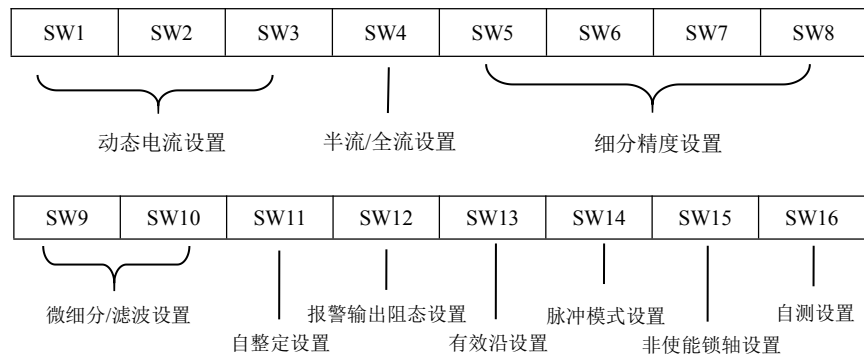 SW1 SW2 SW3 SW4 SW5 SW6 SW7 SW8
动态电流设置 半流/全流设置 细分精度设置
SW9 SW10 SW11 SW12 SW13 SW14 SW15 SW16
微细分/滤波设置 报警输出阻态设置 脉冲模式设置 自测设置
自整定设置 有效沿设置 非使能锁轴设置